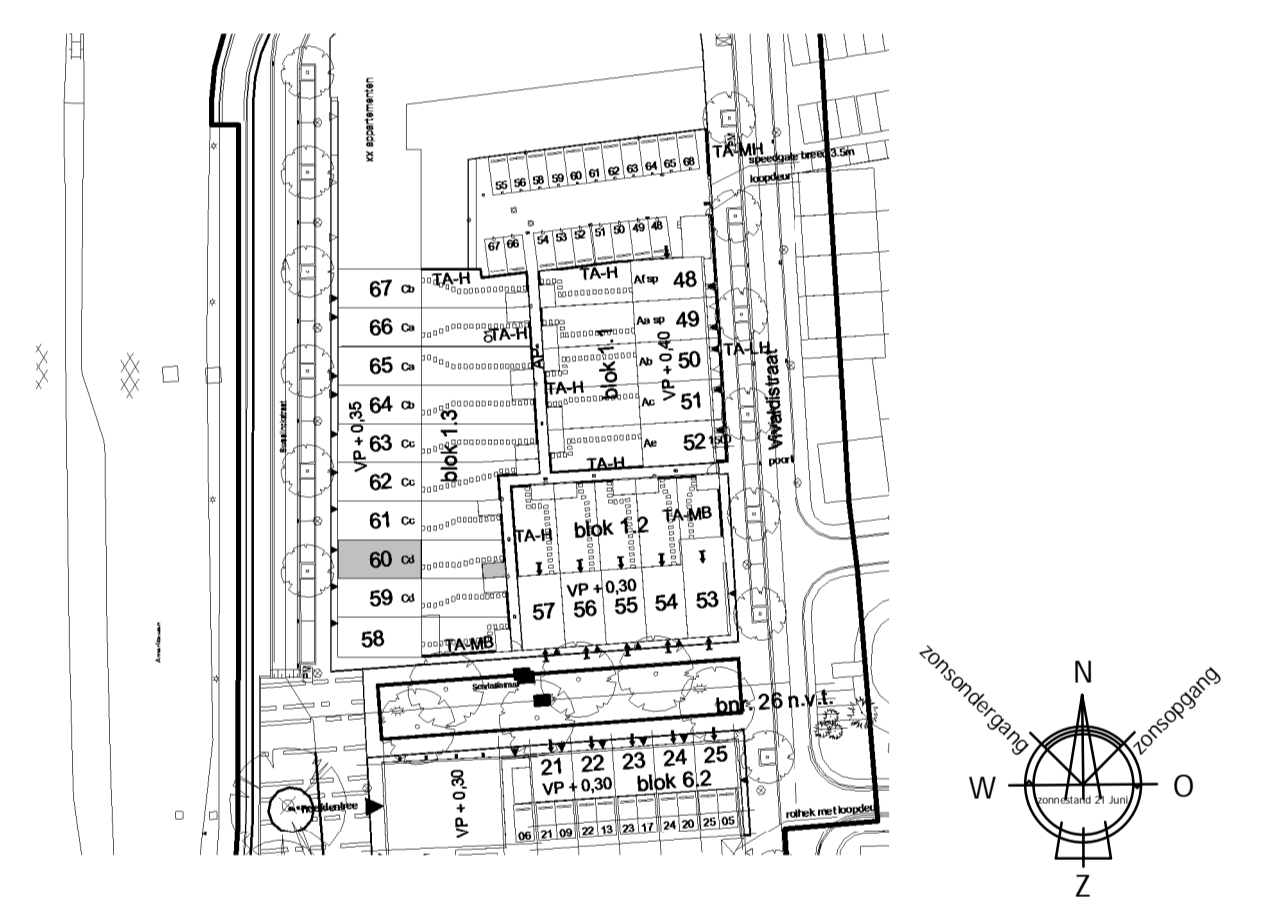 xx appartementen
TA-MH
speedgate breed 3.5m
loopdeur
55 56 58 59 60 61 62 63 64 65 68
67 66 54 53 52 51 50 49 48
67 Cb
66 Ca
65 Ca
64 Cb
63 Cc
62 Cc
61 Cc
60 Cd
59 Cd
58
VP + 0,35
blok 1.3
TA-H
TA-H
TA-MB
AP
TA-H
Af sp 48
Aa sp 49
Ab 50
Ac 51
Ae 52
1500
blok 1.1
VP + 0,40
TA-H
TA-H
TA-LH
Vivaldistraat
poort
TA-H
blok 1.2
TA-MB
VP + 0,30
57 56 55 54 53
PM
bnr. 26 n.v.t.
21 22 23 24 25
VP + 0,30 blok 6.2
VP + 0,30
06 21 09 22 13 23 17 24 20 25 05
rolhek met loopdeur
zonsondergang
zonsopgang
N
W
O
Z
zonnestand 21 Juni